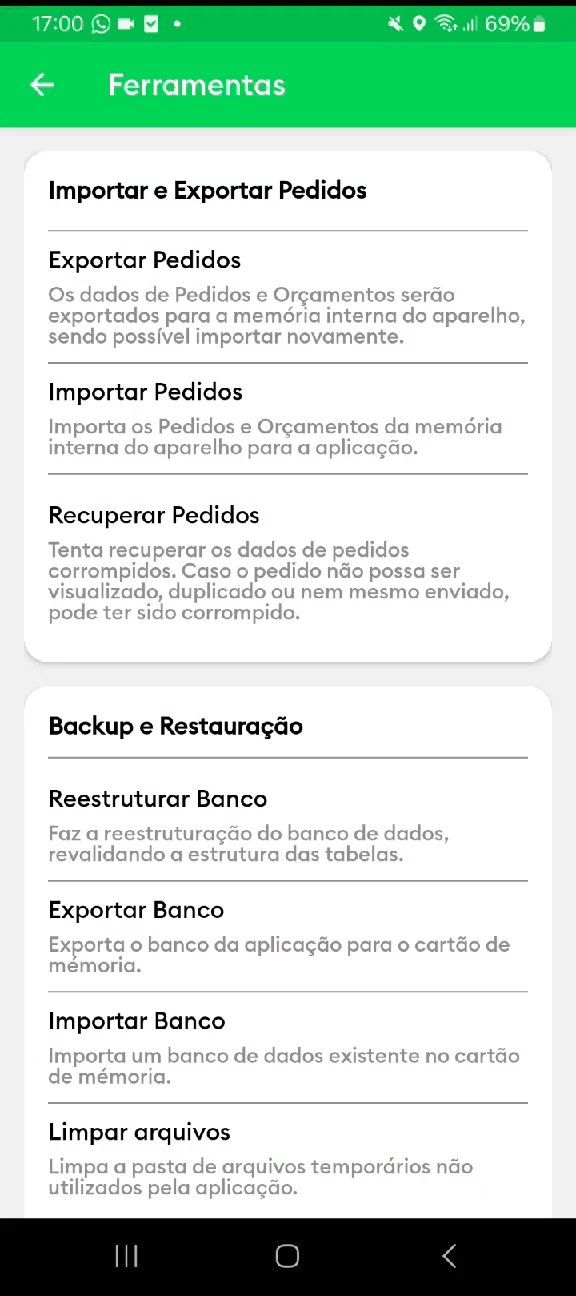 17:00 69%
Ferramentas
Importar e Exportar Pedidos
Exportar Pedidos
Os dados de Pedidos e Orçamentos serão
exportados para a memória interna do aparelho,
sendo possível importar novamente.
Importar Pedidos
Importa os Pedidos e Orçamentos da memória
interna do aparelho para a aplicação.
Recuperar Pedidos
Tenta recuperar os dados de pedidos
corrompidos. Caso o pedido não possa ser
visualizado, duplicado ou nem mesmo enviado,
pode ter sido corrompido.
Backup e Restauração
Reestruturar Banco
Faz a reestruturação do banco de dados,
revalidando a estrutura das tabelas.
Exportar Banco
Exporta o banco da aplicação para o cartão de
mémoria.
Importar Banco
Importa um banco de dados existente no cartão
de mémoria.
Limpar arquivos
Limpa a pasta de arquivos temporários não
utilizados pela aplicação.